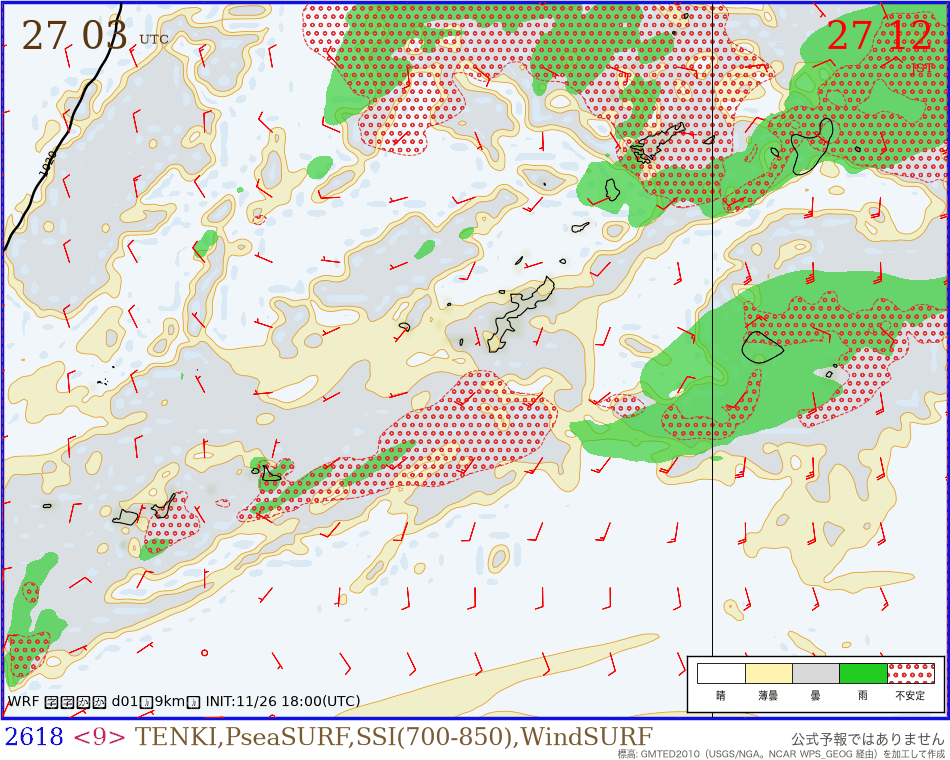 27 03 UTC
27 12
JST
1020
WRF d01 9km INIT:11/26 18:00(UTC)
晴 薄曇 曇 雨 不安定
2618 <9> TENKI,PseaSURF,SSI(700-850),WindSURF
公式予報ではありません
標高: GMTED2010（USGS/NGA。NCAR WPS_GEOG 経由）を加工して作成